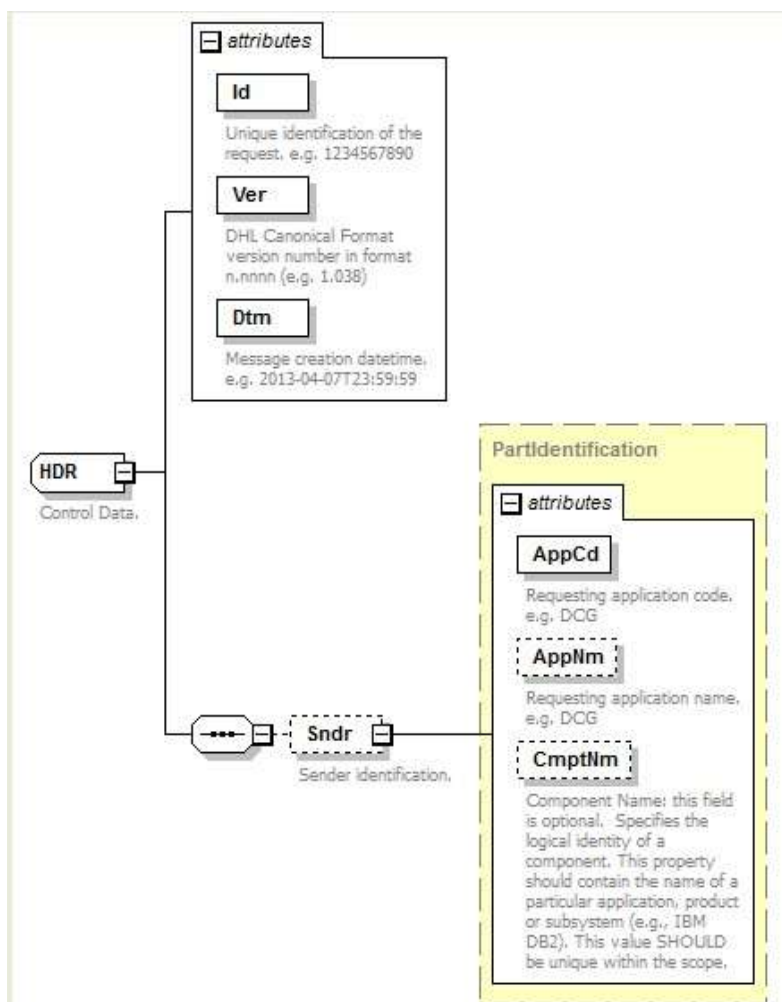 attributes
Id
Unique identification of the
request, e.g. 1234567890
Ver
DHL Canonical Format
version number in format
n.nnnn (e.g. 1.038)
Dtm
Message creation datetime,
e.g. 2013-04-07T23:59:59
HDR
Control Data.
PartIdentification
attributes
AppCd
Requesting application code,
e.g. DCG
AppNm
Requesting application name,
e.g. DCG
Sndr
Sender identification.
CmptNm
Component Name: this field
is optional. Specifies the
logical identity of a
component. This property
should contain the name of a
particular application, product
or subsystem (e.g., IBM
DB2). This value SHOULD
be unique within the scope.